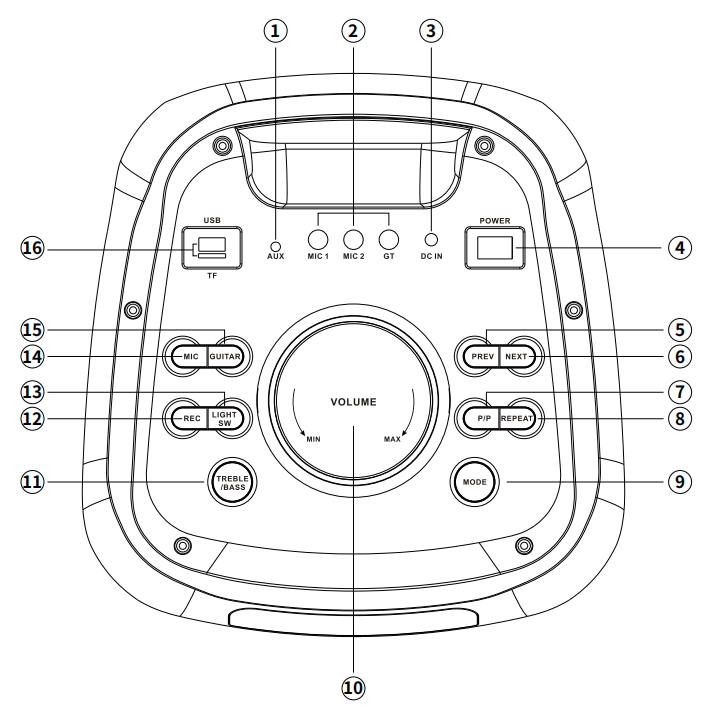 ① ② ③
USB
POWER
⑯ ④
AUX MIC 1 MIC 2 GT DC IN
TF
⑮ ⑤
⑭ MIC GUITAR PREV NEXT ⑥
⑬ ⑦
VOLUME
⑫ REC LIGHT SW P/P REPEAT ⑧
MIN MAX
⑪ TREBLE /BASS MODE ⑨
⑩